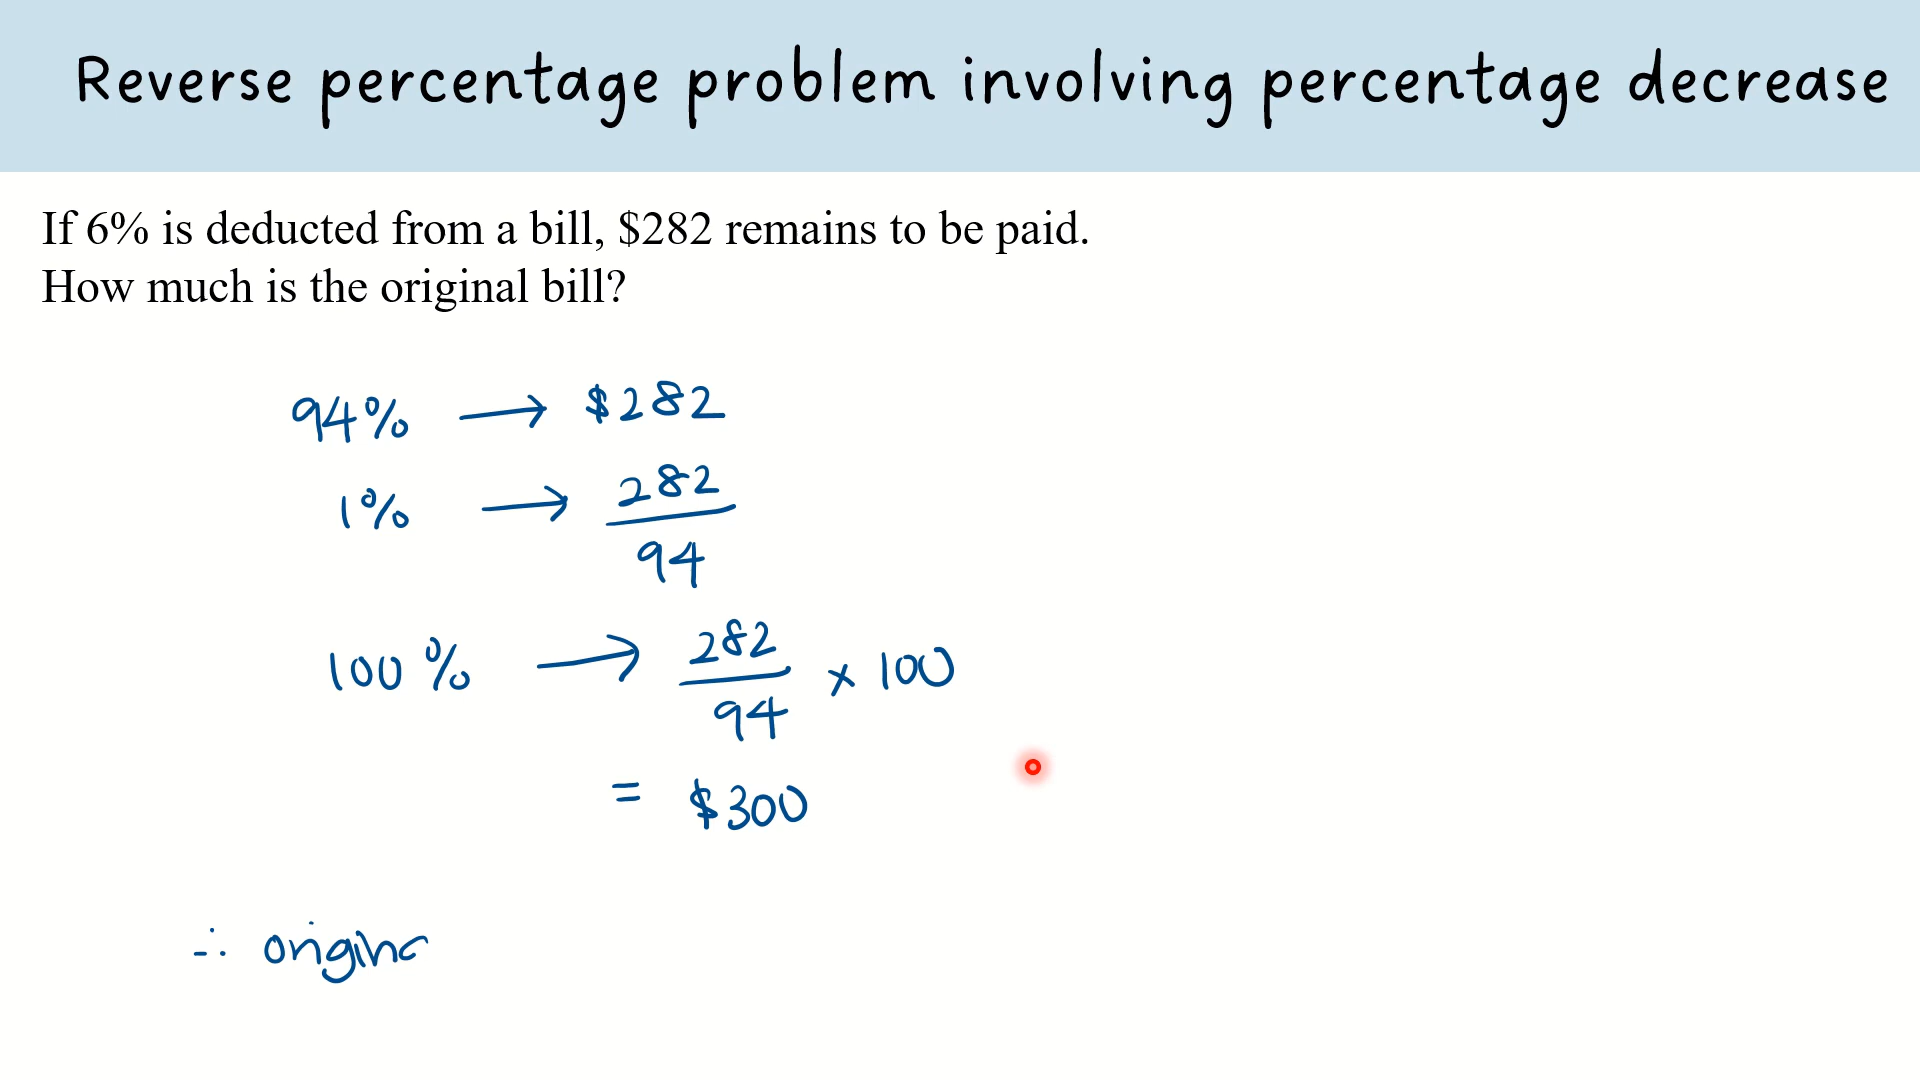 Reverse percentage problem involving percentage decrease
If 6% is deducted from a bill, $282 remains to be paid.
How much is the original bill?
94% → $282
1% → 282/94
100% → 282/94 × 100
= $300
∴ origina